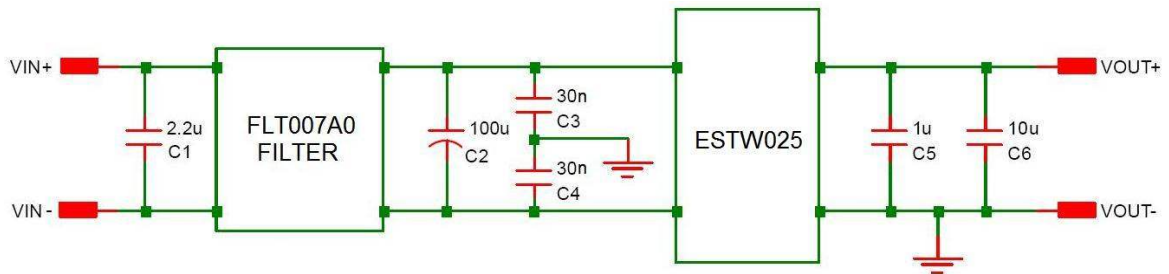 VIN+
VIN-
2.2u
C1
FLT007A0
FILTER
100u
C2
30n
C3
30n
C4
ESTW025
1u
C5
10u
C6
VOUT+
VOUT-